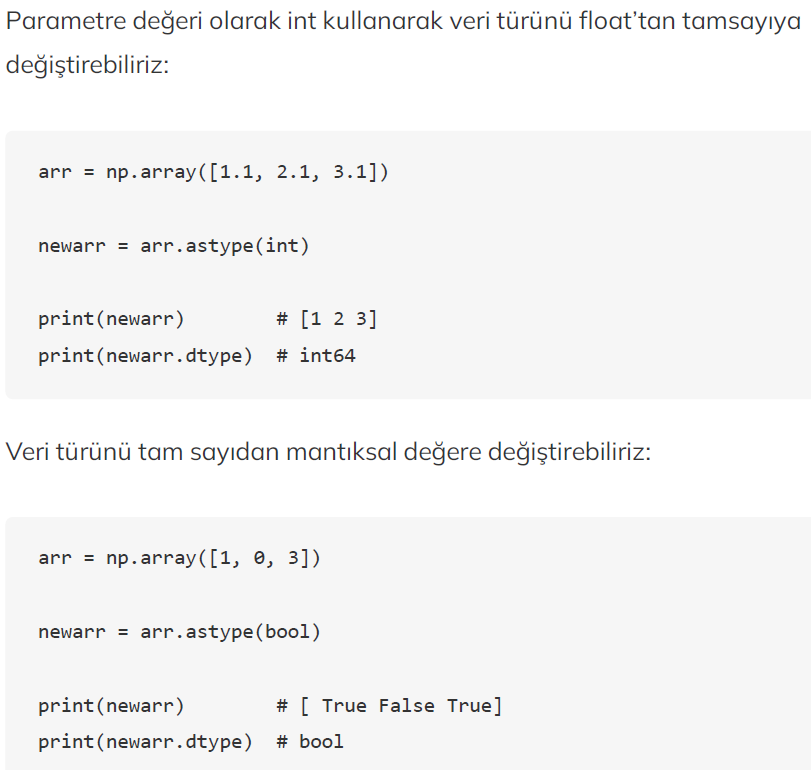 Parametre değeri olarak int kullanarak veri türünü float’tan tamsayıya
değiştirebiliriz:
arr = np.array([1.1, 2.1, 3.1])
newarr = arr.astype(int)
print(newarr)        # [1 2 3]
print(newarr.dtype)  # int64
Veri türünü tam sayıdan mantıksal değere değiştirebiliriz:
arr = np.array([1, 0, 3])
newarr = arr.astype(bool)
print(newarr)        # [ True False True]
print(newarr.dtype)  # bool